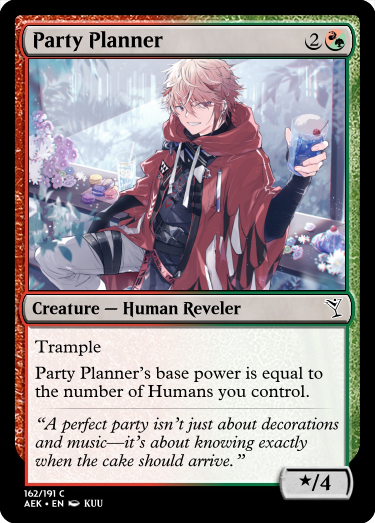 Party Planner 2
Creature — Human Reveler
Trample
Party Planner's base power is equal to
the number of Humans you control.
“A perfect party isn't just about decorations
and music—it's about knowing exactly
when the cake should arrive.”
*/4
162/191 C
AEK • EN KUU